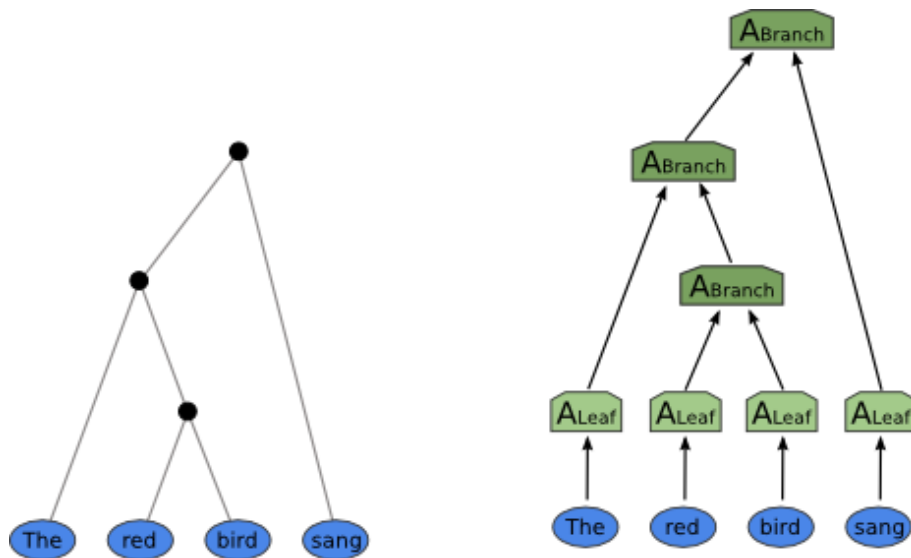 ABranch
ABranch
ABranch
ALeaf ALeaf ALeaf ALeaf
The red bird sang The red bird sang